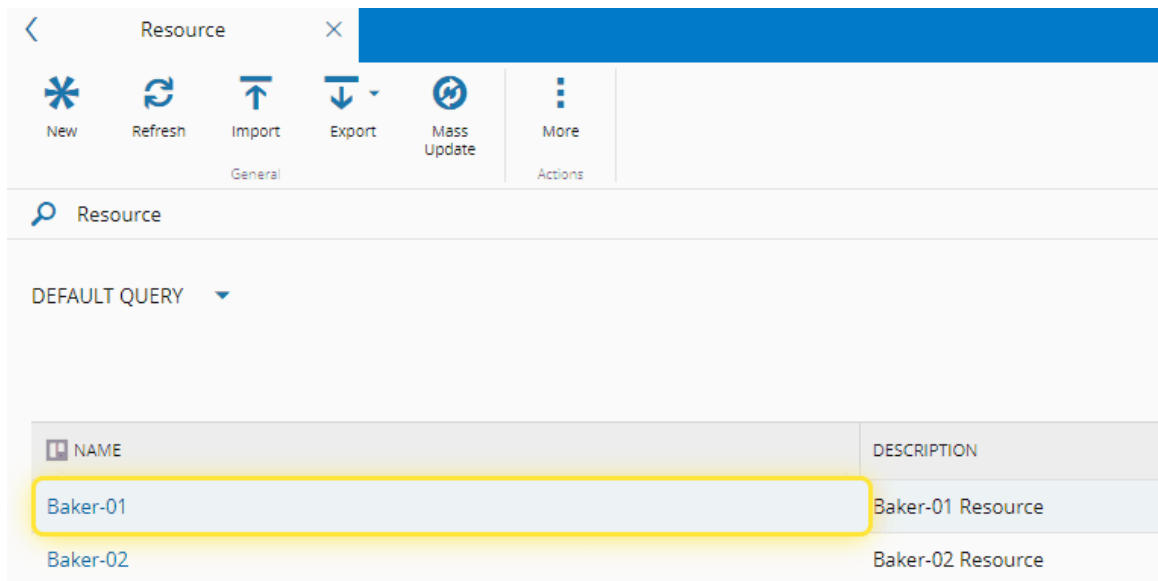 Resource
New
Refresh
Import
Export
Mass
Update
More
General
Actions
Resource
DEFAULT QUERY
NAME
DESCRIPTION
Baker-01
Baker-01 Resource
Baker-02
Baker-02 Resource